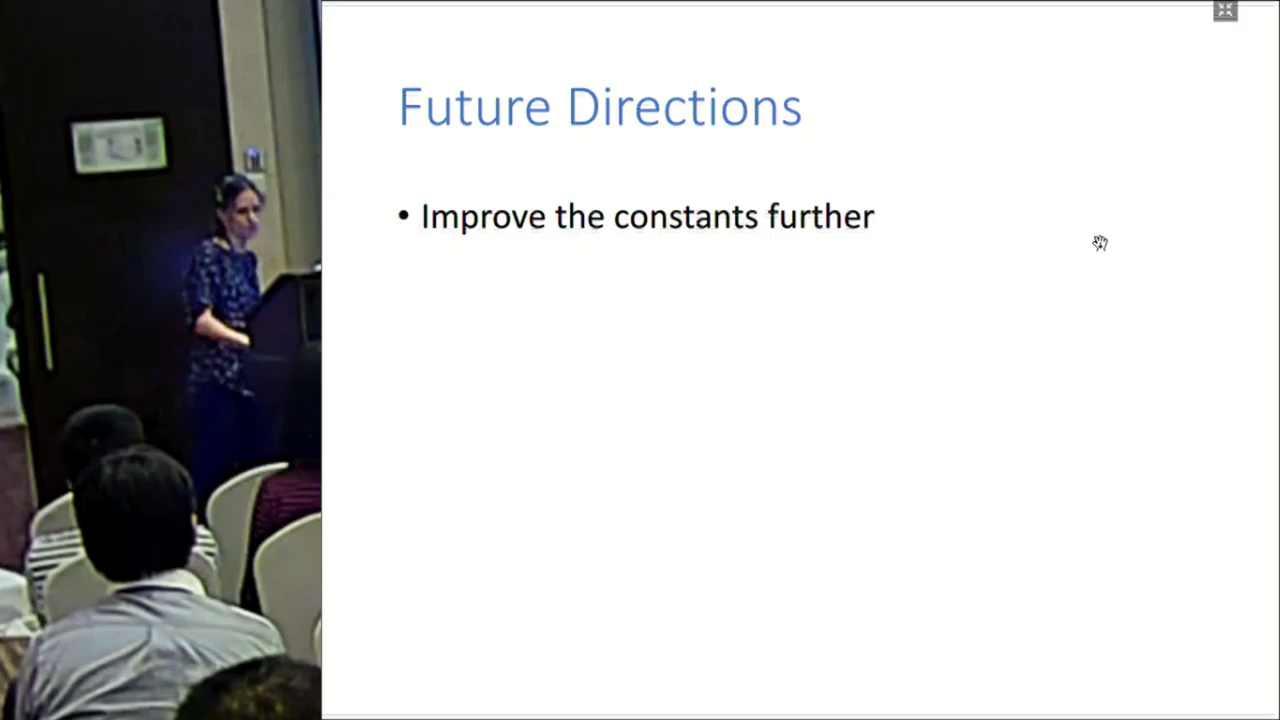 Future Directions
• Improve the constants further